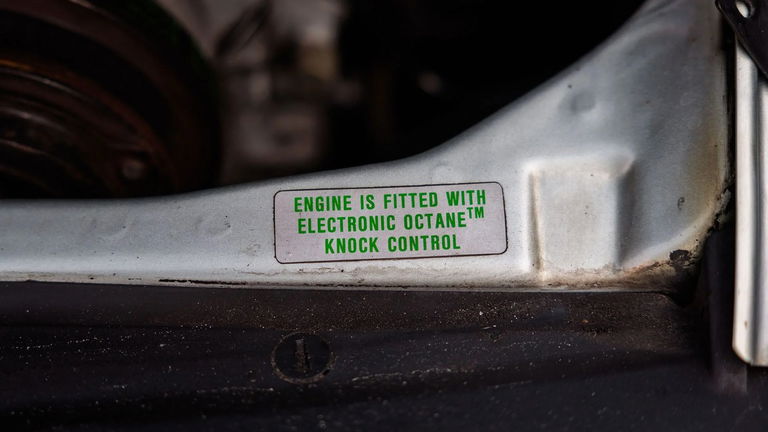 ENGINE IS FITTED WITH
ELECTRONIC OCTANE™
KNOCK CONTROL